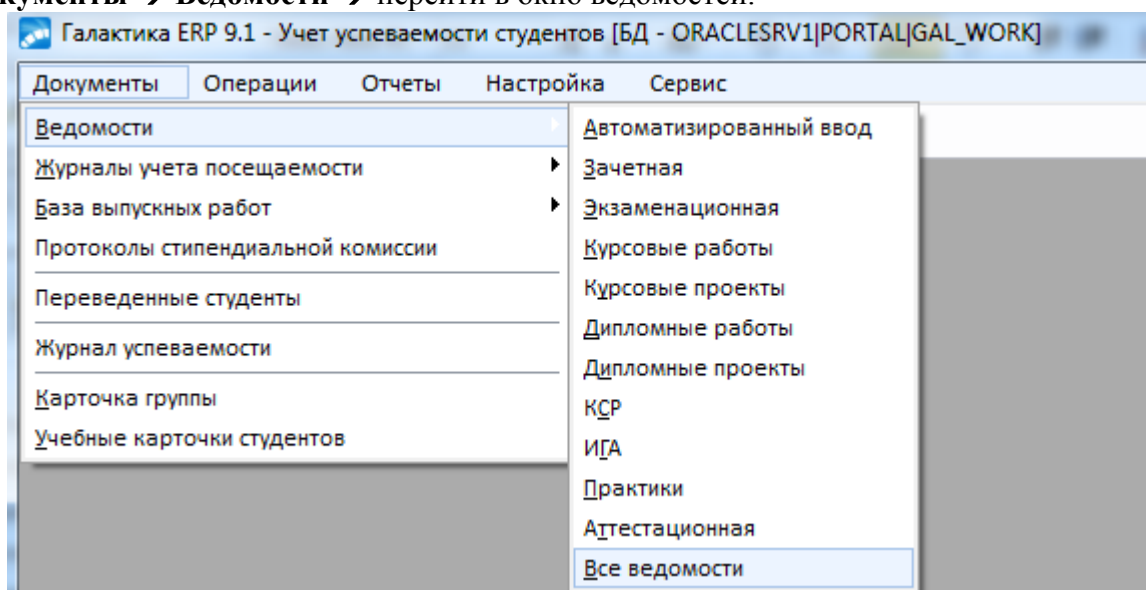 кументы → Ведомости → перейти в окно ведомостей.
Галактика ERP 9.1 - Учет успеваемости студентов [БД - ORACLESRV1|PORTAL|GAL_WORK]
Документы Операции Отчеты Настройка Сервис
Ведомости
Журналы учета посещаемости
База выпускных работ
Протоколы стипендиальной комиссии
Переведенные студенты
Журнал успеваемости
Карточка группы
Учебные карточки студентов
Автоматизированный ввод
Зачетная
Экзаменационная
Курсовые работы
Курсовые проекты
Дипломные работы
Дипломные проекты
КСР
ИГА
Практики
Аттестационная
Все ведомости